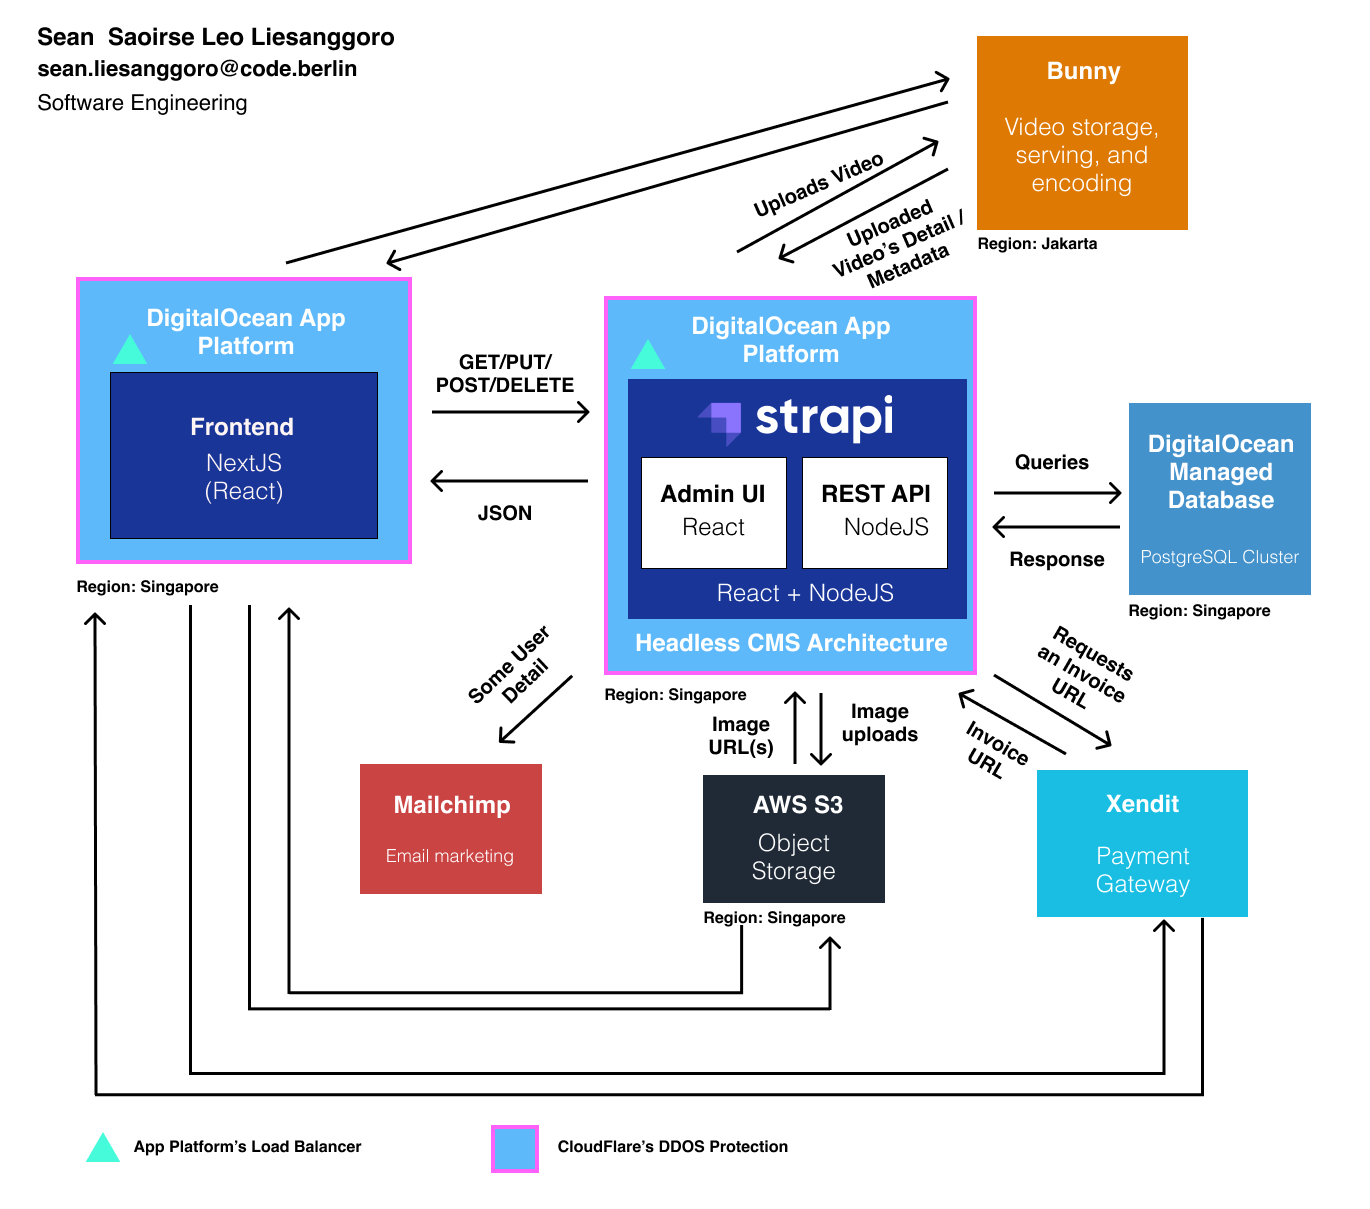 Sean  Saoirse Leo Liesanggoro
sean.liesanggoro@code.berlin
Software Engineering
Bunny
Video storage,
serving, and
encoding
Region: Jakarta
Uploads Video
Uploaded
Video’s Detail /
Metadata
DigitalOcean App
Platform
Frontend
NextJS
(React)
Region: Singapore
GET/PUT/
POST/DELETE
JSON
DigitalOcean App
Platform
strapi
Admin UI
React
REST API
NodeJS
React + NodeJS
Headless CMS Architecture
Region: Singapore
Queries
Response
DigitalOcean
Managed
Database
PostgreSQL Cluster
Region: Singapore
Some User
Detail
Image
URL(s)
Image
uploads
Requests
an Invoice
URL
Invoice
URL
Mailchimp
Email marketing
AWS S3
Object
Storage
Region: Singapore
Xendit
Payment
Gateway
App Platform’s Load Balancer
CloudFlare’s DDOS Protection